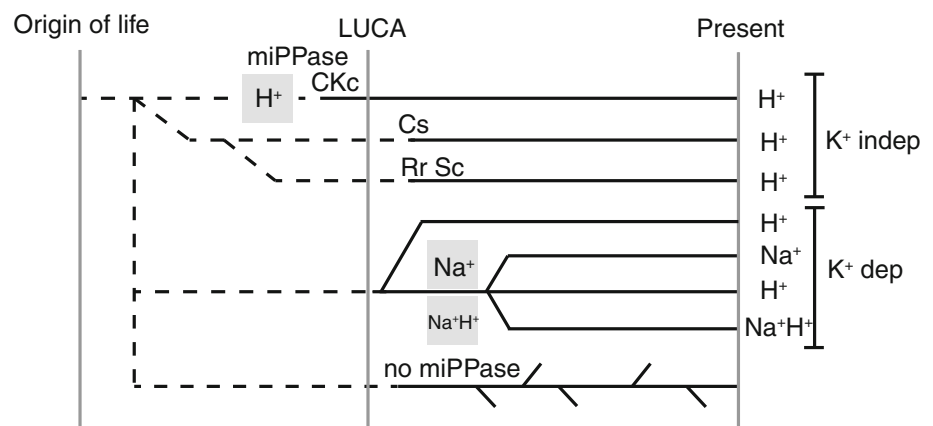 Origin of life LUCA Present
miPPase
H⁺ CKc H⁺
Cs H⁺ K⁺ indep
Rr Sc H⁺
H⁺
Na⁺ Na⁺ K⁺ dep
H⁺
Na⁺H⁺ Na⁺H⁺
no miPPase